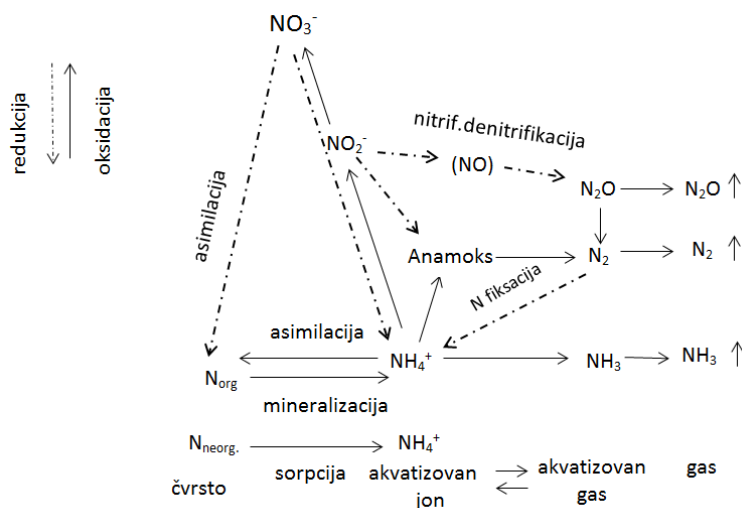 NO₃⁻
redukcija
oksidacija
asimilacija
NO₂⁻
nitrif.denitrifikacija
(NO)
N₂O
N₂O
Anamoks
N₂
N₂
N fiksacija
asimilacija
NH₄⁺
NH₃
NH₃
Norg
mineralizacija
Nneorg.
NH₄⁺
čvrsto
sorpcija
akvatizovan
jon
akvatizovan
gas
gas